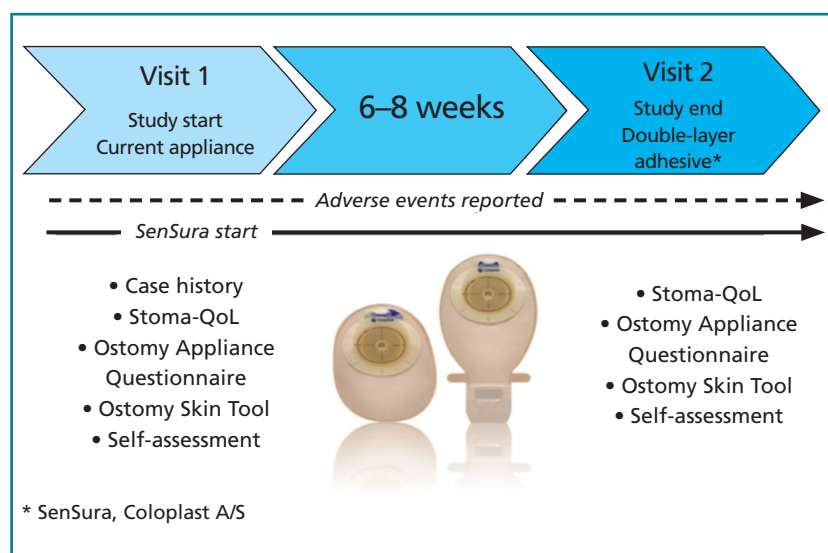 Visit 1
Study start
Current appliance
6–8 weeks
Visit 2
Study end
Double-layer
adhesive*
Adverse events reported
SenSura start
• Case history
• Stoma-QoL
• Ostomy Appliance
Questionnaire
• Ostomy Skin Tool
• Self-assessment
• Stoma-QoL
• Ostomy Appliance
Questionnaire
• Ostomy Skin Tool
• Self-assessment
* SenSura, Coloplast A/S